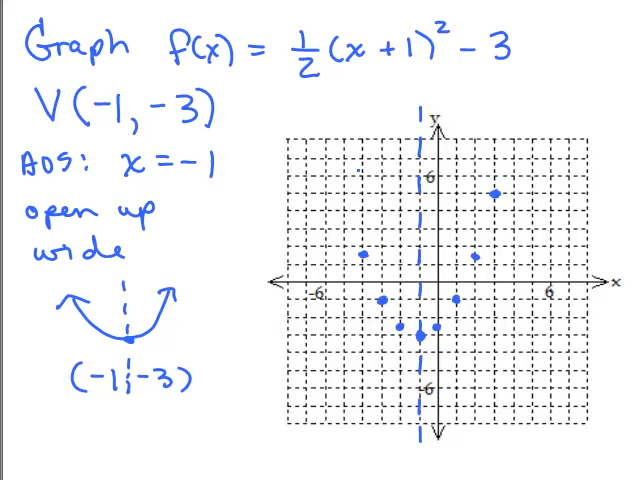 Graph f(x) = 1/2 (x + 1)² - 3
V(-1, -3)
AOS: x = -1
open up
wide
(-1, -3)
y
6
-6
6
x
-6